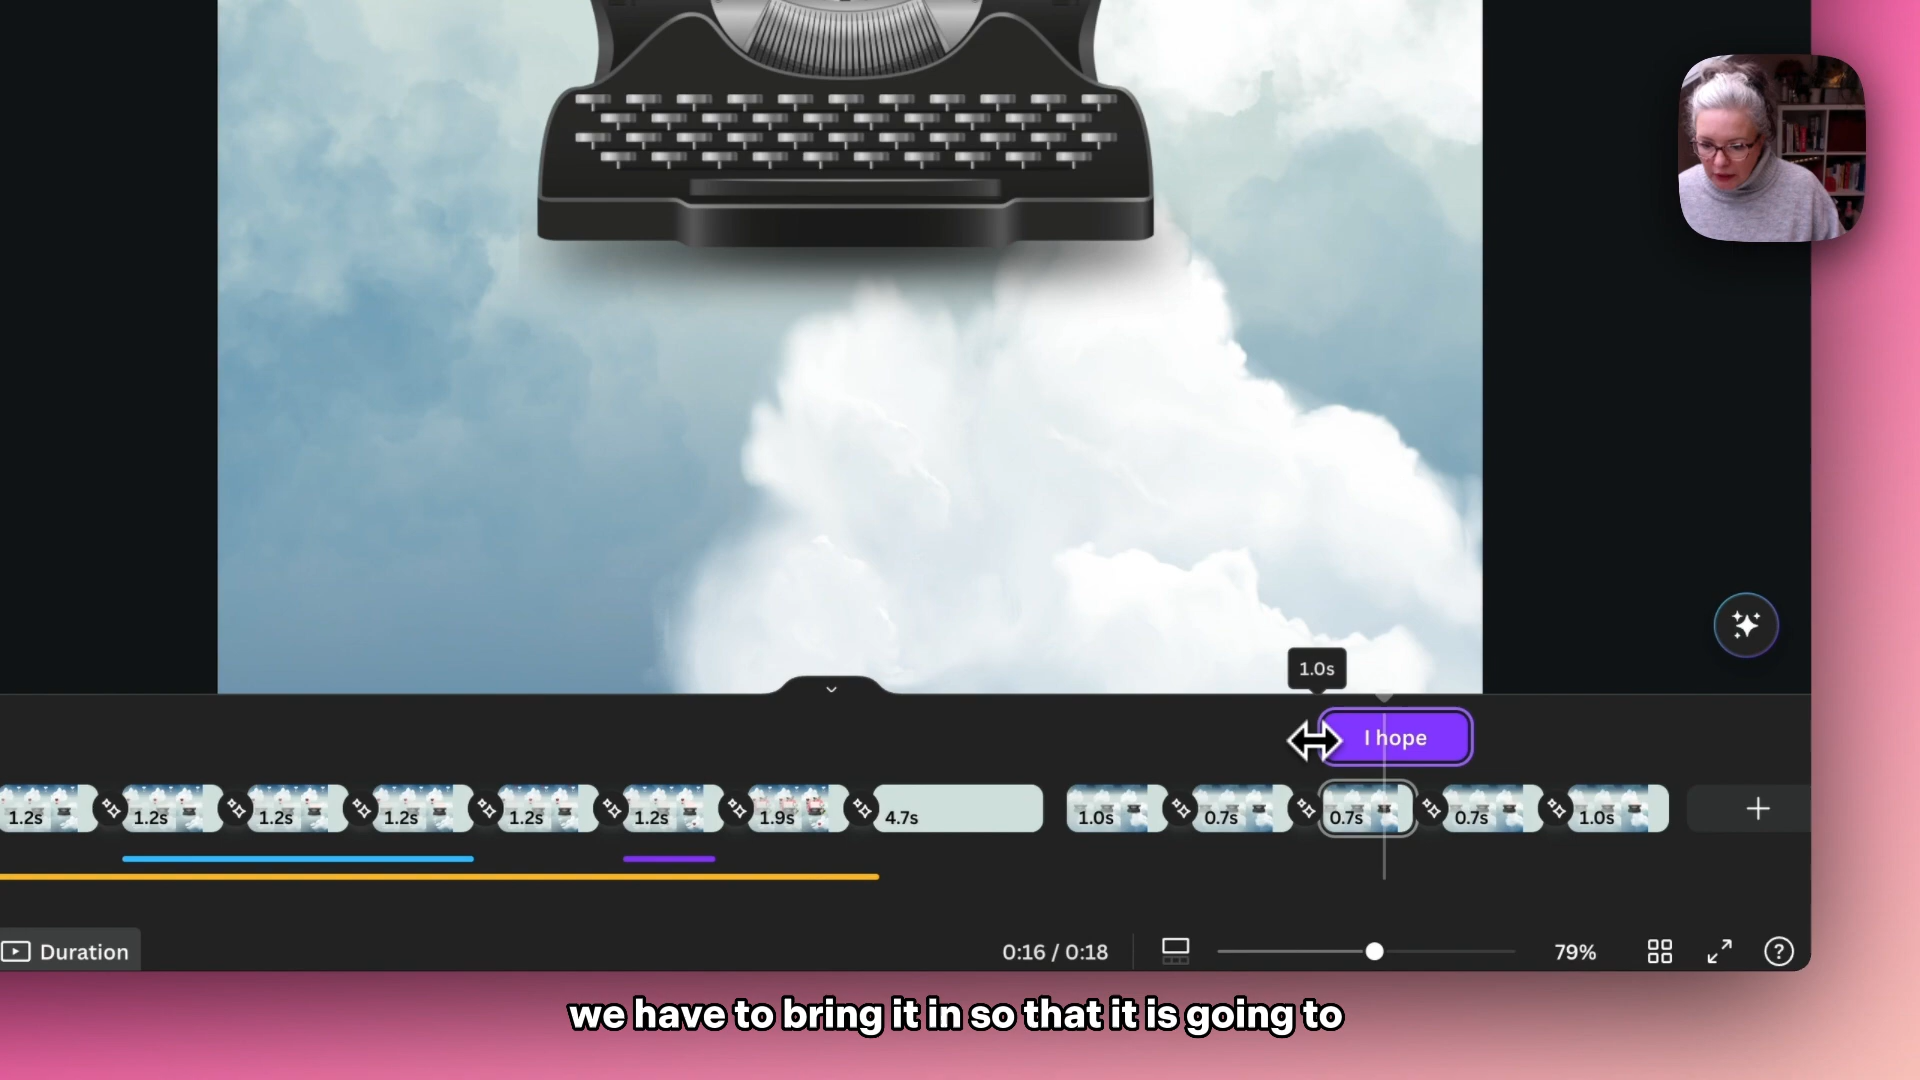 1.0s
I hope
1.2s
1.2s
1.2s
1.2s
1.2s
1.2s
1.9s
4.7s
1.0s
0.7s
0.7s
0.7s
1.0s
+
Duration
0:16 / 0:18
79%
?
we have to bring it in so that it is going to